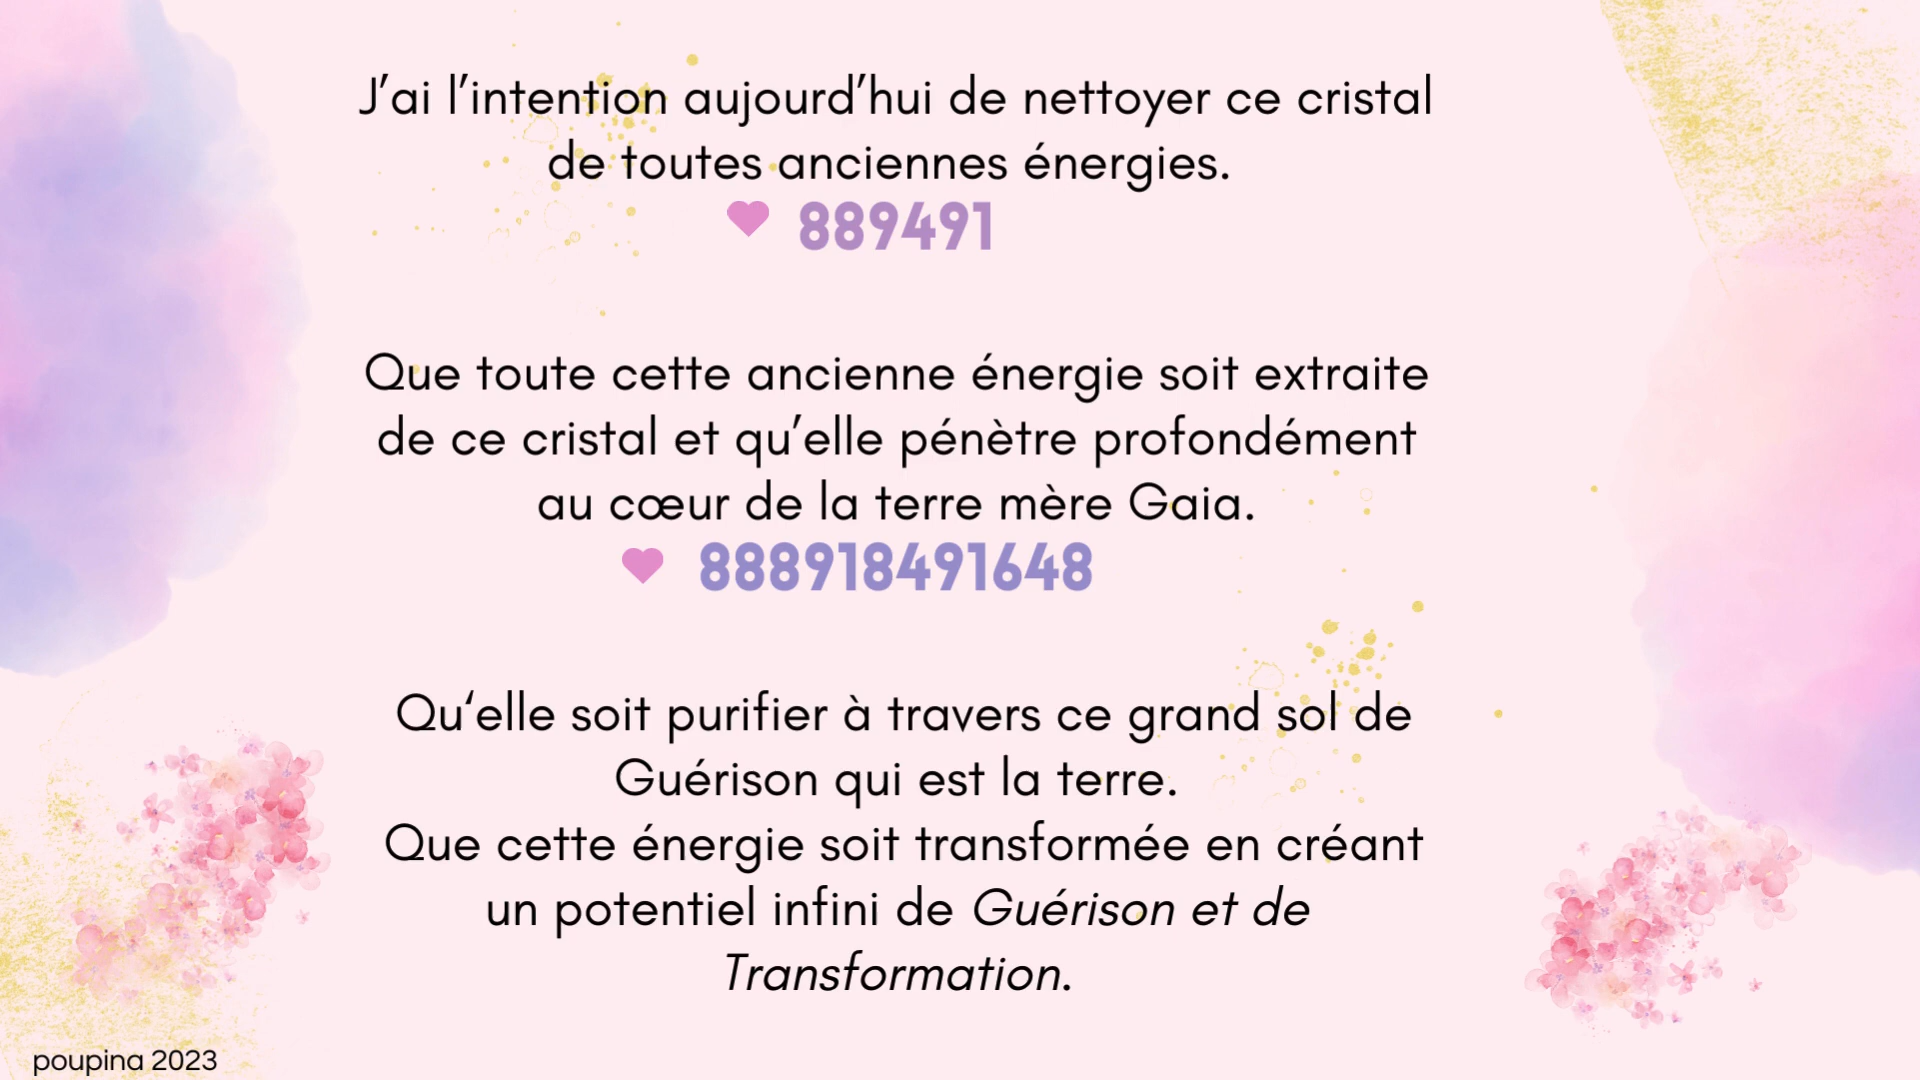 J’ai l’intention aujourd’hui de nettoyer ce cristal
de toutes anciennes énergies.
889491
Que toute cette ancienne énergie soit extraite
de ce cristal et qu’elle pénètre profondément
au cœur de la terre mère Gaia.
888918491648
Qu‘elle soit purifier à travers ce grand sol de
Guérison qui est la terre.
Que cette énergie soit transformée en créant
un potentiel infini de Guérison et de
Transformation.
poupina 2023